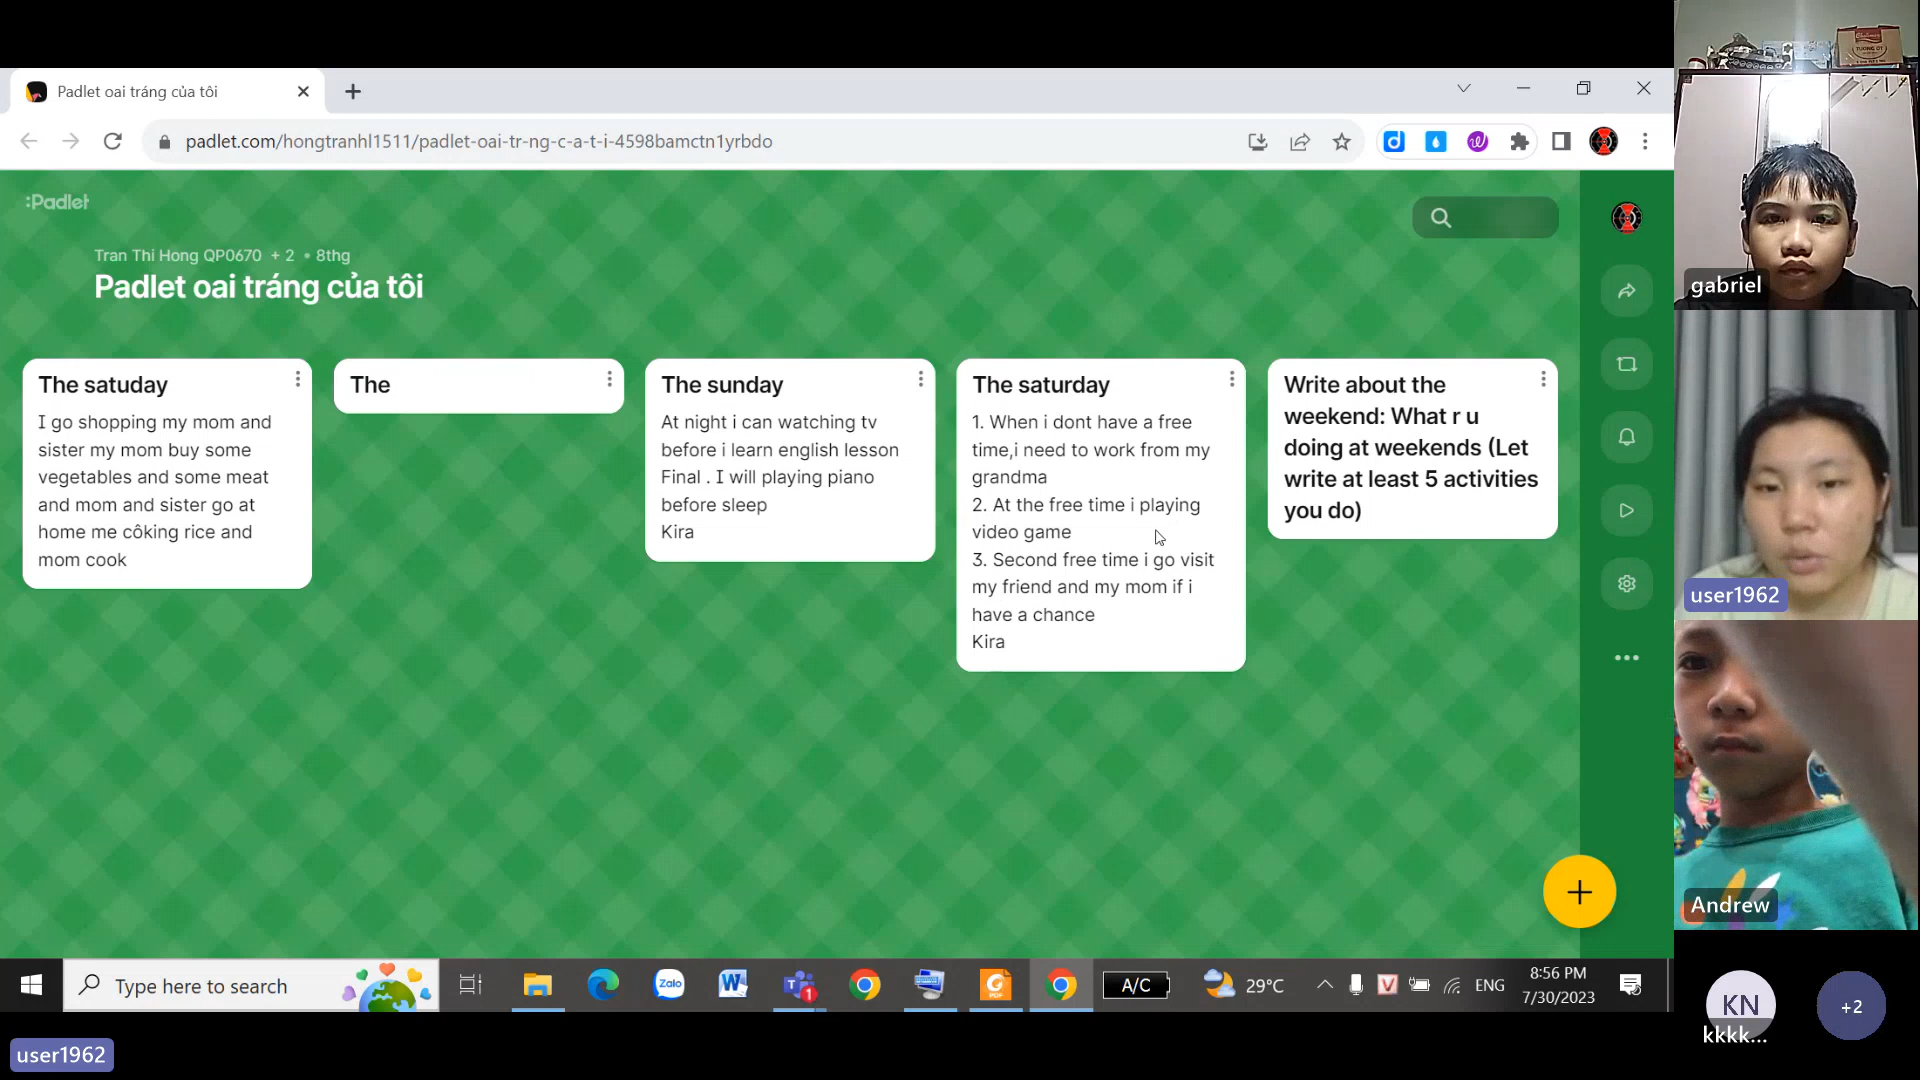 Padlet oai tráng của tôi
padlet.com/hongtranhl1511/padlet-oai-tr-ng-c-a-t-i-4598bamctn1yrbdo
:Padlet
Tran Thi Hong QP0670 + 2 • 8thg
Padlet oai tráng của tôi
The satuday
I go shopping my mom and
sister my mom buy some
vegetables and some meat
and mom and sister go at
home me côking rice and
mom cook
The
The sunday
At night i can watching tv
before i learn english lesson
Final . I will playing piano
before sleep
Kira
The saturday
1. When i dont have a free
time,i need to work from my
grandma
2. At the free time i playing
video game
3. Second free time i go visit
my friend and my mom if i
have a chance
Kira
Write about the
weekend: What r u
doing at weekends (Let
write at least 5 activities
you do)
gabriel
user1962
Andrew
KN
kkkk...
+2
Type here to search
Zalo
W
T
1
PDF
A/C
29°C
V
ENG
8:56 PM
7/30/2023
user1962
TƯƠNG ỚT